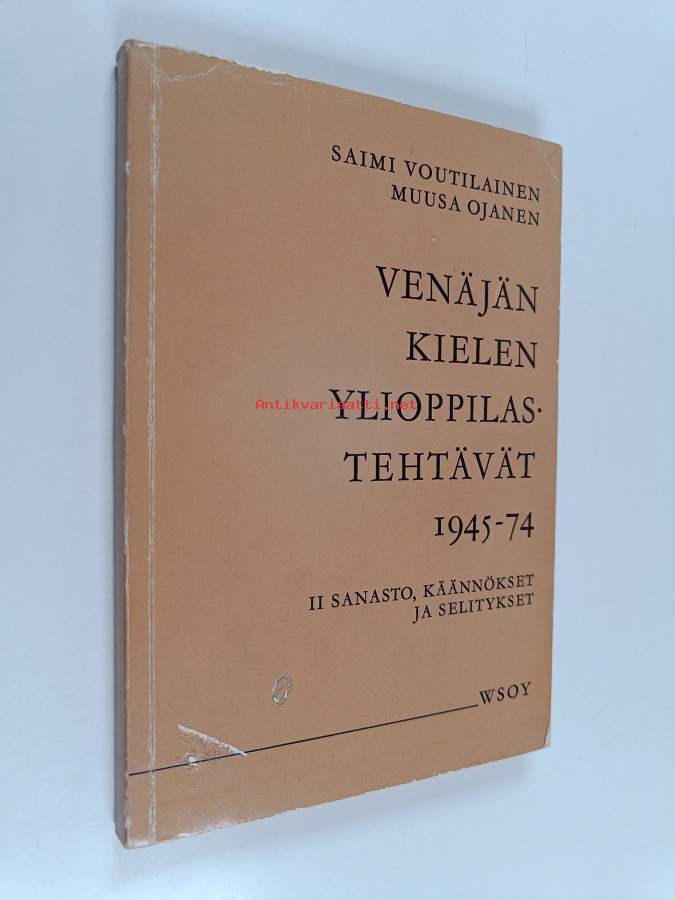 SAIMI VOUTILAINEN
MUUSA OJANEN
VENÄJÄN
KIELEN
Antikvariaatti.net
YLIOPPILAS-
TEHTÄVÄT
1945-74
II SANASTO, KÄÄNNÖKSET
JA SELITYKSET
WSOY